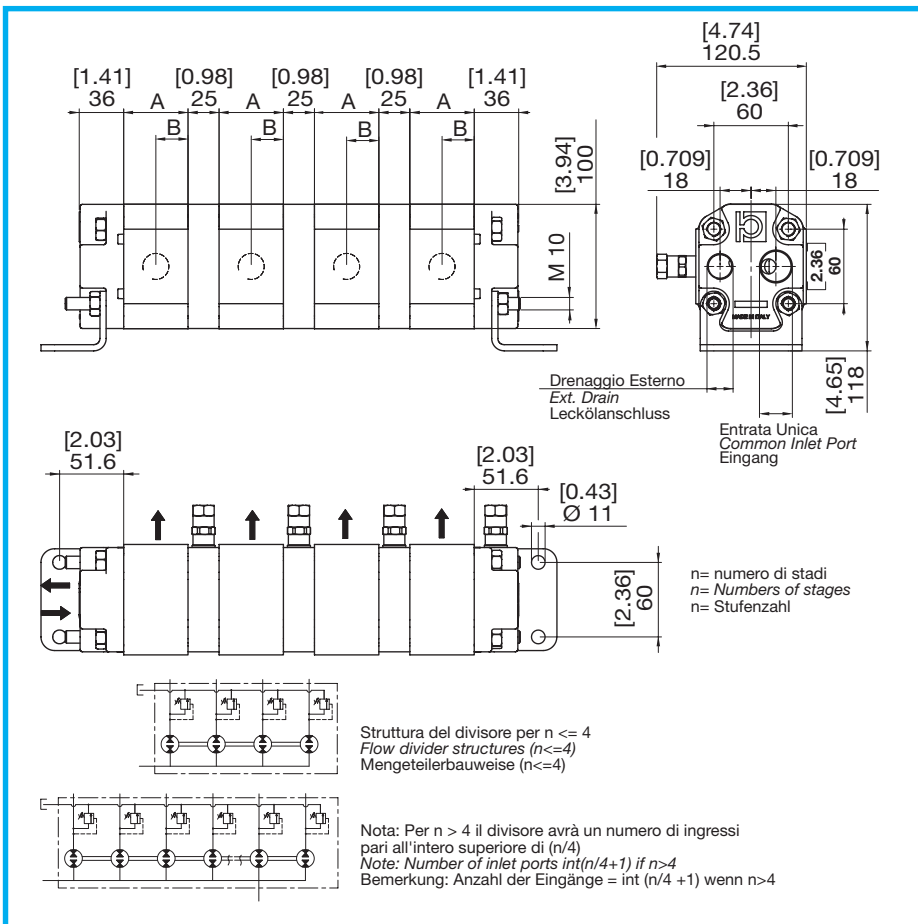 [1.41]
36
A
[0.98]
25
A
[0.98]
25
A
[0.98]
25
A
[1.41]
36
B
B
B
B
[3.94]
100
M 10
[4.74]
120.5
[2.36]
60
[0.709]
18
[0.709]
18
2.36
60
MADE IN ITALY
[4.65]
118
Drenaggio Esterno
Ext. Drain
Leckölanschluss
Entrata Unica
Common Inlet Port
Eingang
[2.03]
51.6
[2.03]
51.6
[0.43]
Ø 11
[2.36]
60
n= numero di stadi
n= Numbers of stages
n= Stufenzahl
Struttura del divisore per n <= 4
Flow divider structures (n<=4)
Mengeteilerbauweise (n<=4)
Nota: Per n > 4 il divisore avrà un numero di ingressi
pari all'intero superiore di (n/4)
Note: Number of inlet ports int(n/4+1) if n>4
Bemerkung: Anzahl der Eingänge = int (n/4 +1) wenn n>4